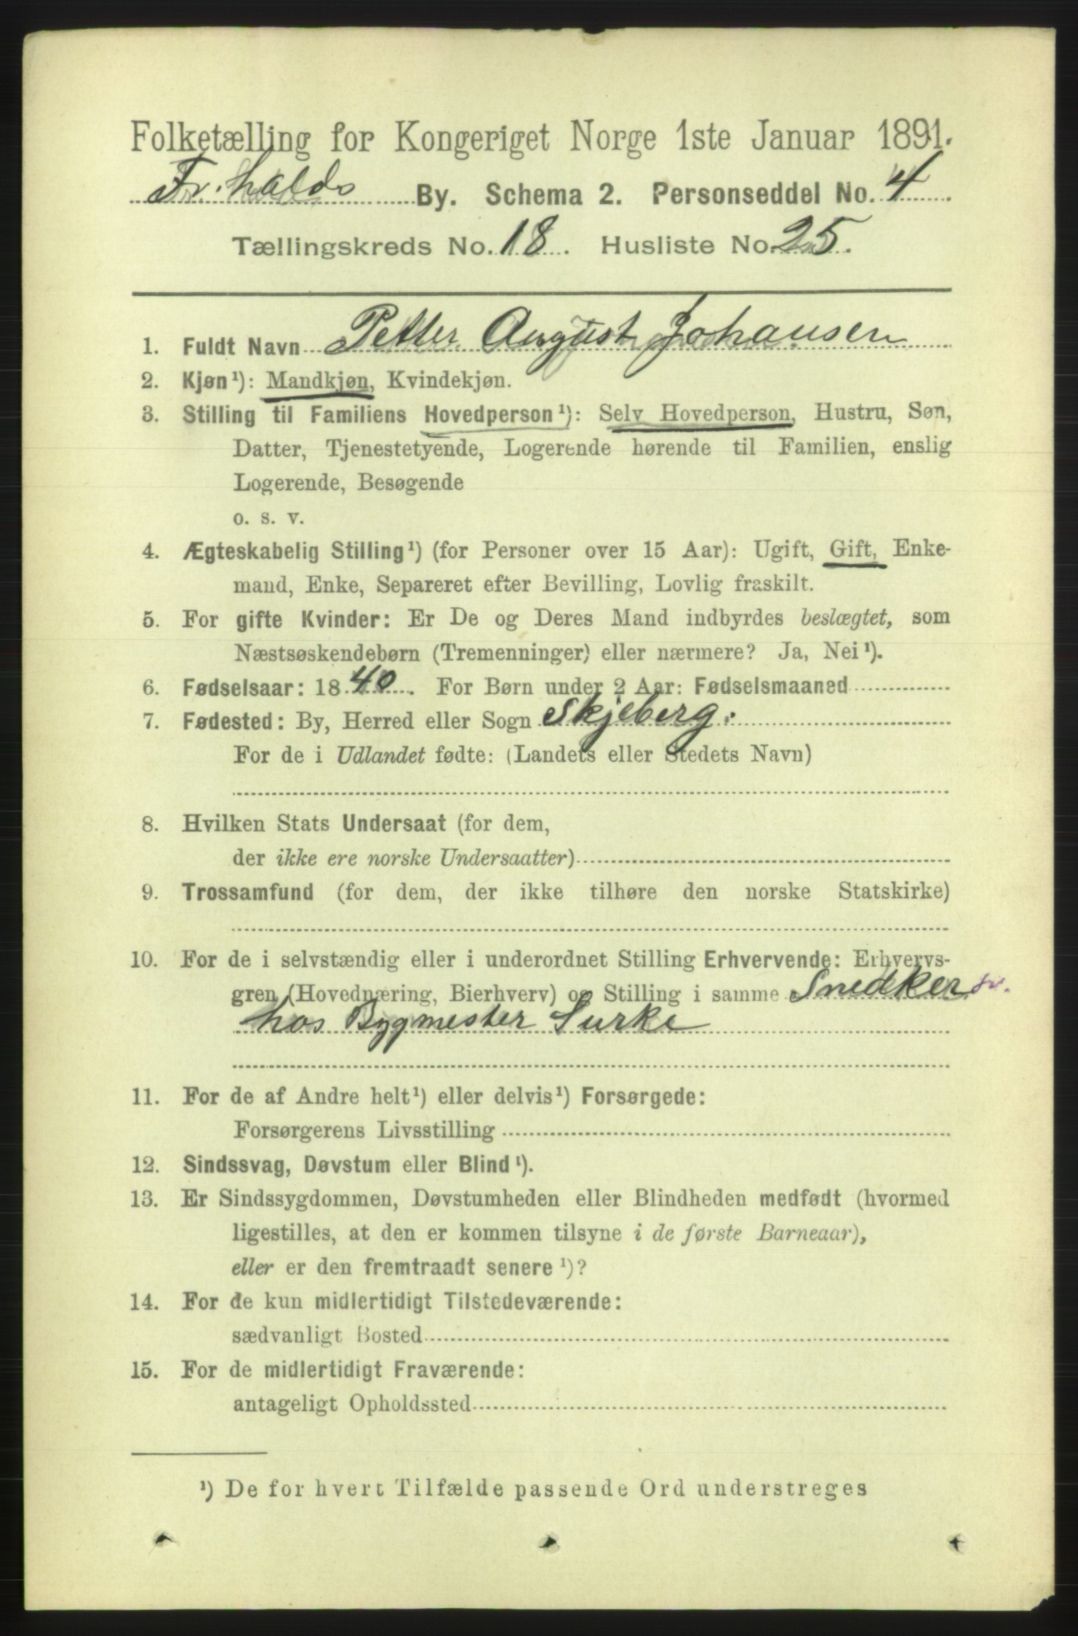 Folketælling for Kongeriget Norge 1ste Januar 1891.
Fr.halds By. Schema 2. Personseddel No. 4
Tællingskreds No. 18. Husliste No. 25.
1. Fuldt Navn Petter August Johansen
2. Kjøn¹): Mandkjøn, Kvindekjøn.
3. Stilling til Familiens Hovedperson¹): Selv Hovedperson, Hustru, Søn,
Datter, Tjenestetyende, Logerende hørende til Familien, enslig
Logerende, Besøgende
o. s. v.
4. Ægteskabelig Stilling¹) (for Personer over 15 Aar): Ugift, Gift, Enke-
mand, Enke, Separeret efter Bevilling, Lovlig fraskilt.
5. For gifte Kvinder: Er De og Deres Mand indbyrdes beslægtet, som
Næstsøskendebørn (Tremenninger) eller nærmere? Ja, Nei¹).
6. Fødselsaar: 1840. For Børn under 2 Aar: Fødselsmaaned
7. Fødested: By, Herred eller Sogn Skjeberg.
For de i Udlandet fødte: (Landets eller Stedets Navn)
8. Hvilken Stats Undersaat (for dem,
der ikke ere norske Undersaatter)
9. Trossamfund (for dem, der ikke tilhøre den norske Statskirke)
10. For de i selvstændig eller i underordnet Stilling Erhvervende: Erhvervs-
gren (Hovednæring, Bierhverv) og Stilling i samme Snedker
hos Bygmester Surke
11. For de af Andre helt¹) eller delvis¹) Forsørgede:
Forsørgerens Livsstilling
12. Sindssvag, Døvstum eller Blind¹).
13. Er Sindssygdommen, Døvstumheden eller Blindheden medfødt (hvormed
ligestilles, at den er kommen tilsyne i de første Barneaar),
eller er den fremtraadt senere¹)?
14. For de kun midlertidigt Tilstedeværende:
sædvanligt Bosted
15. For de midlertidigt Fraværende:
antageligt Opholdssted
¹) De for hvert Tilfælde passende Ord understreges